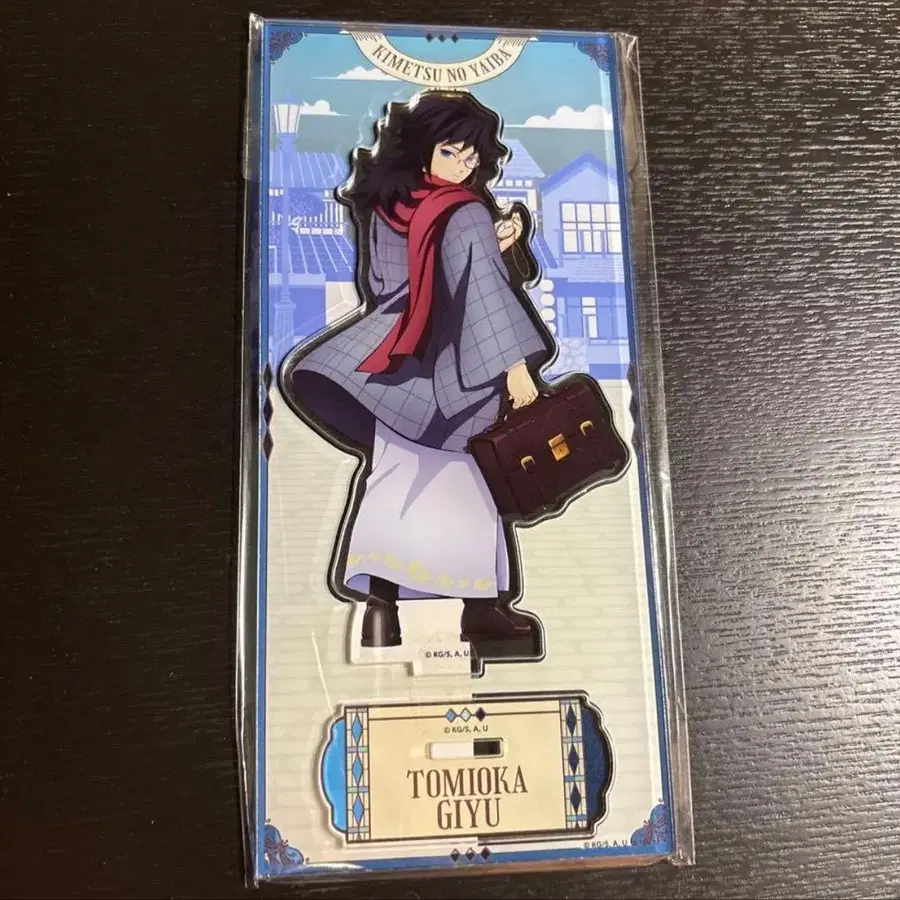 KIMETSU NO YAIBA
© KG/S, A, U
© KG/S, A, U
TOMIOKA
GIYU
© KG/S, A, U